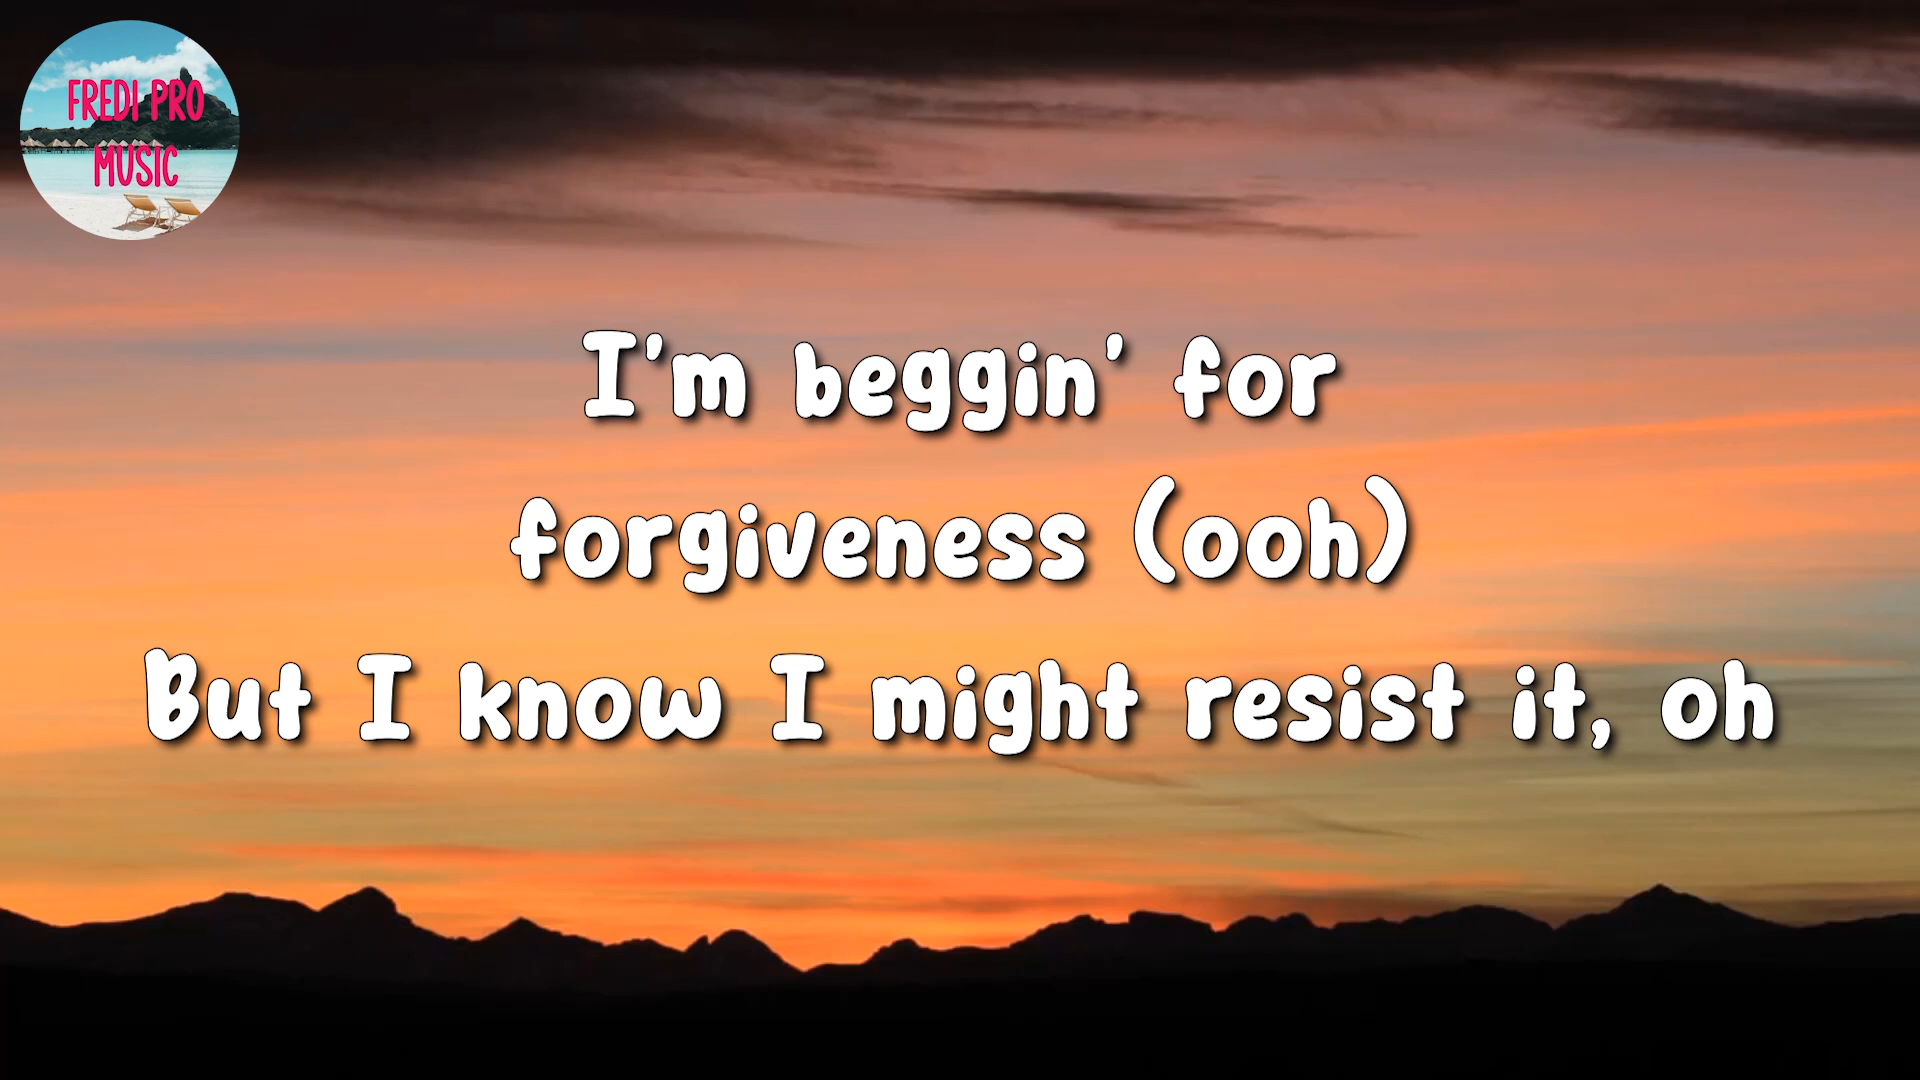 FREDI PRO
MUSIC
I'm beggin' for
forgiveness (ooh)
But I know I might resist it, oh